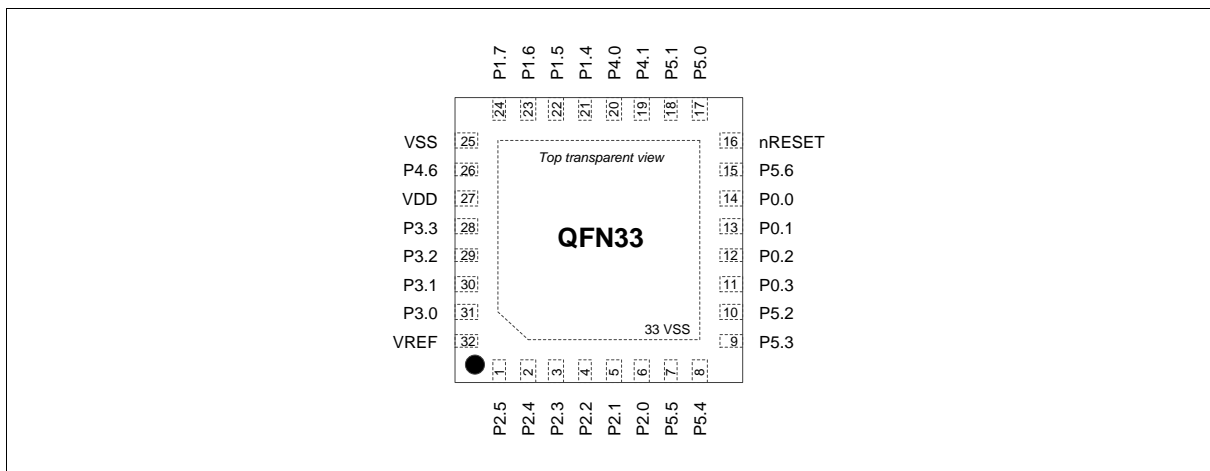 P1.7 P1.6 P1.5 P1.4 P4.0 P4.1 P5.1 P5.0
24 23 22 21 20 19 18 17
VSS 25 16 nRESET
Top transparent view
P4.6 26 15 P5.6
VDD 27 14 P0.0
P3.3 28 13 P0.1
QFN33
P3.2 29 12 P0.2
P3.1 30 11 P0.3
P3.0 31 10 P5.2
33 VSS
VREF 32 9 P5.3
1 2 3 4 5 6 7 8
P2.5 P2.4 P2.3 P2.2 P2.1 P2.0 P5.5 P5.4